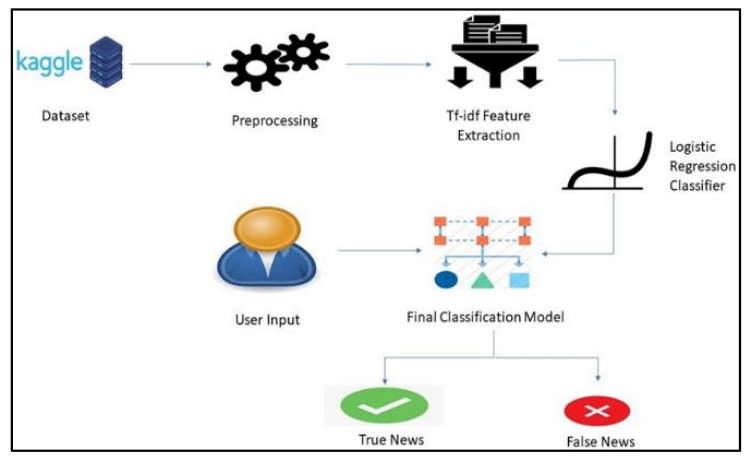 kaggle
Dataset
Preprocessing
Tf-idf Feature
Extraction
Logistic
Regression
Classifier
User Input
Final Classification Model
True News
False News